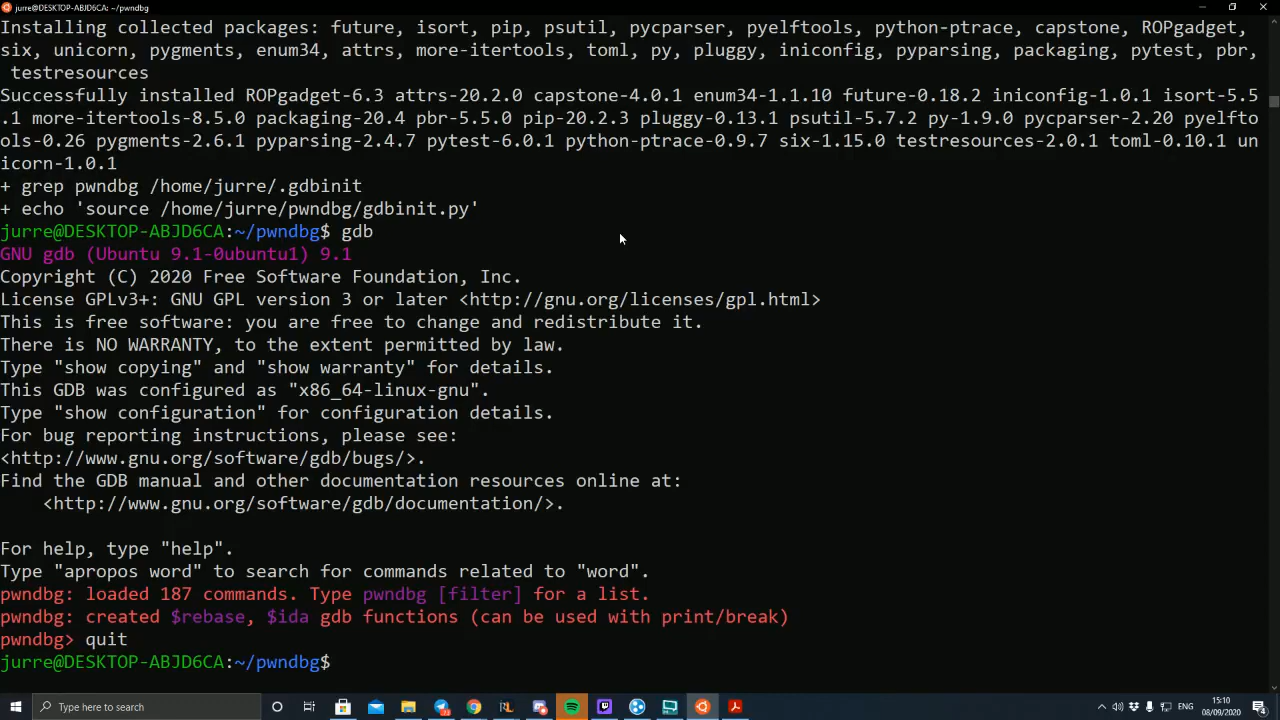 jurre@DESKTOP-ABJD6CA: ~/pwndbg
Installing collected packages: future, isort, pip, psutil, pycparser, pyelftools, python-ptrace, capstone, ROPgadget,
six, unicorn, pygments, enum34, attrs, more-itertools, toml, py, pluggy, iniconfig, pyparsing, packaging, pytest, pbr,
testresources
Successfully installed ROPgadget-6.3 attrs-20.2.0 capstone-4.0.1 enum34-1.1.10 future-0.18.2 iniconfig-1.0.1 isort-5.5
.1 more-itertools-8.5.0 packaging-20.4 pbr-5.5.0 pip-20.2.3 pluggy-0.13.1 psutil-5.7.2 py-1.9.0 pycparser-2.20 pyelfto
ols-0.26 pygments-2.6.1 pyparsing-2.4.7 pytest-6.0.1 python-ptrace-0.9.7 six-1.15.0 testresources-2.0.1 toml-0.10.1 un
icorn-1.0.1
+ grep pwndbg /home/jurre/.gdbinit
+ echo 'source /home/jurre/pwndbg/gdbinit.py'
jurre@DESKTOP-ABJD6CA:~/pwndbg$ gdb
GNU gdb (Ubuntu 9.1-0ubuntu1) 9.1
Copyright (C) 2020 Free Software Foundation, Inc.
License GPLv3+: GNU GPL version 3 or later <http://gnu.org/licenses/gpl.html>
This is free software: you are free to change and redistribute it.
There is NO WARRANTY, to the extent permitted by law.
Type "show copying" and "show warranty" for details.
This GDB was configured as "x86_64-linux-gnu".
Type "show configuration" for configuration details.
For bug reporting instructions, please see:
<http://www.gnu.org/software/gdb/bugs/>.
Find the GDB manual and other documentation resources online at:
    <http://www.gnu.org/software/gdb/documentation/>.
For help, type "help".
Type "apropos word" to search for commands related to "word".
pwndbg: loaded 187 commands. Type pwndbg [filter] for a list.
pwndbg: created $rebase, $ida gdb functions (can be used with print/break)
pwndbg> quit
jurre@DESKTOP-ABJD6CA:~/pwndbg$
Type here to search
ENG
15:10
08/09/2020